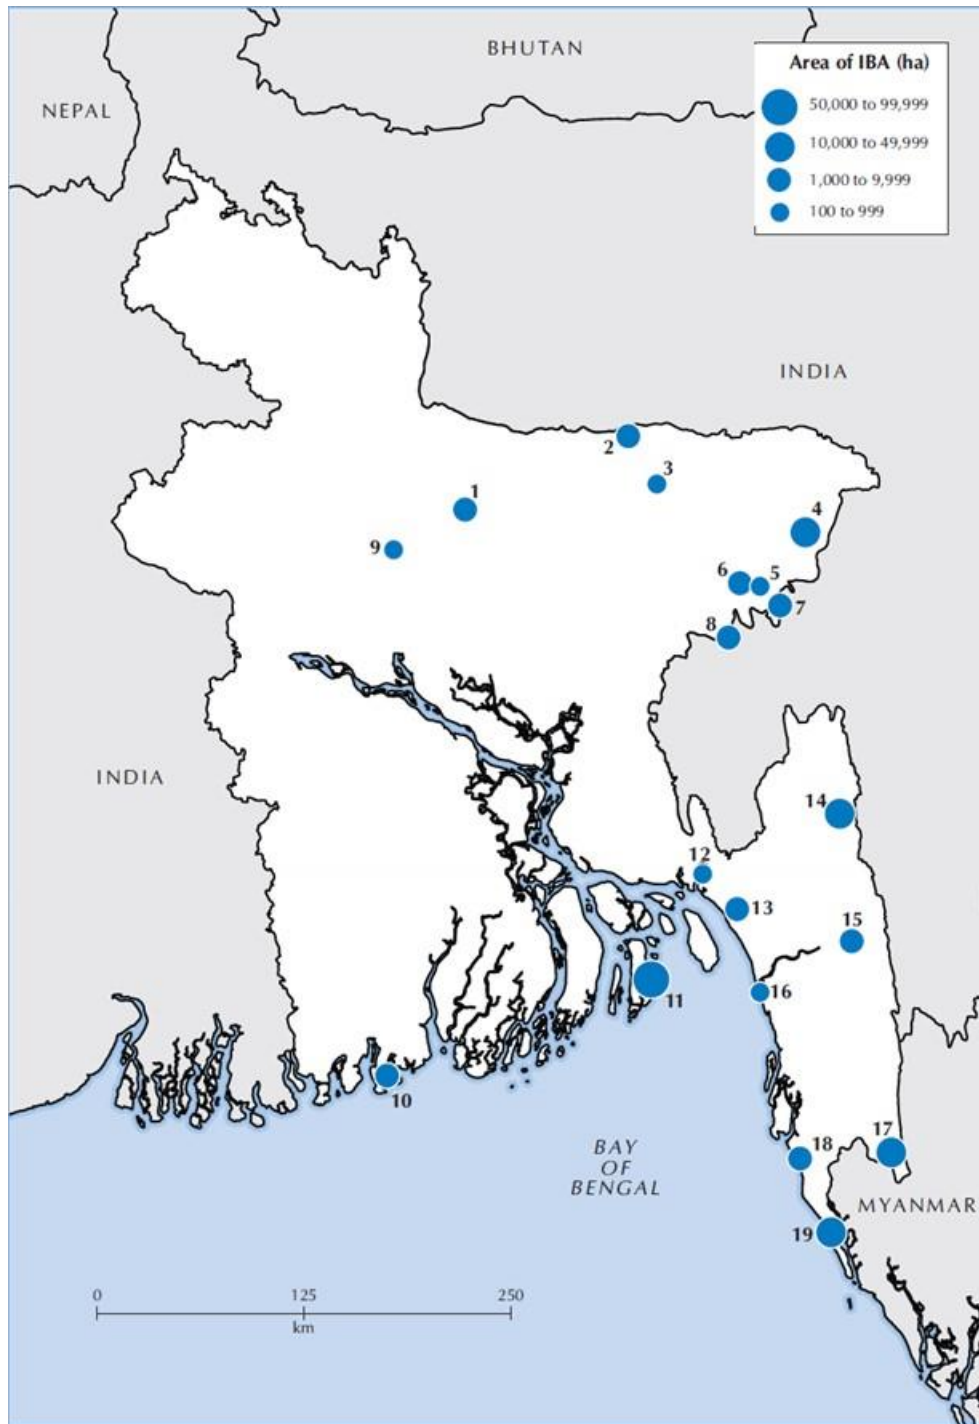 BHUTAN
NEPAL
Area of IBA (ha)
50,000 to 99,999
10,000 to 49,999
1,000 to 9,999
100 to 999
INDIA
2
3
1
4
9
6
5
7
8
INDIA
14
12
13
15
11
16
10
BAY
OF
BENGAL
18
17
MYANMAR
19
0 125 250
km